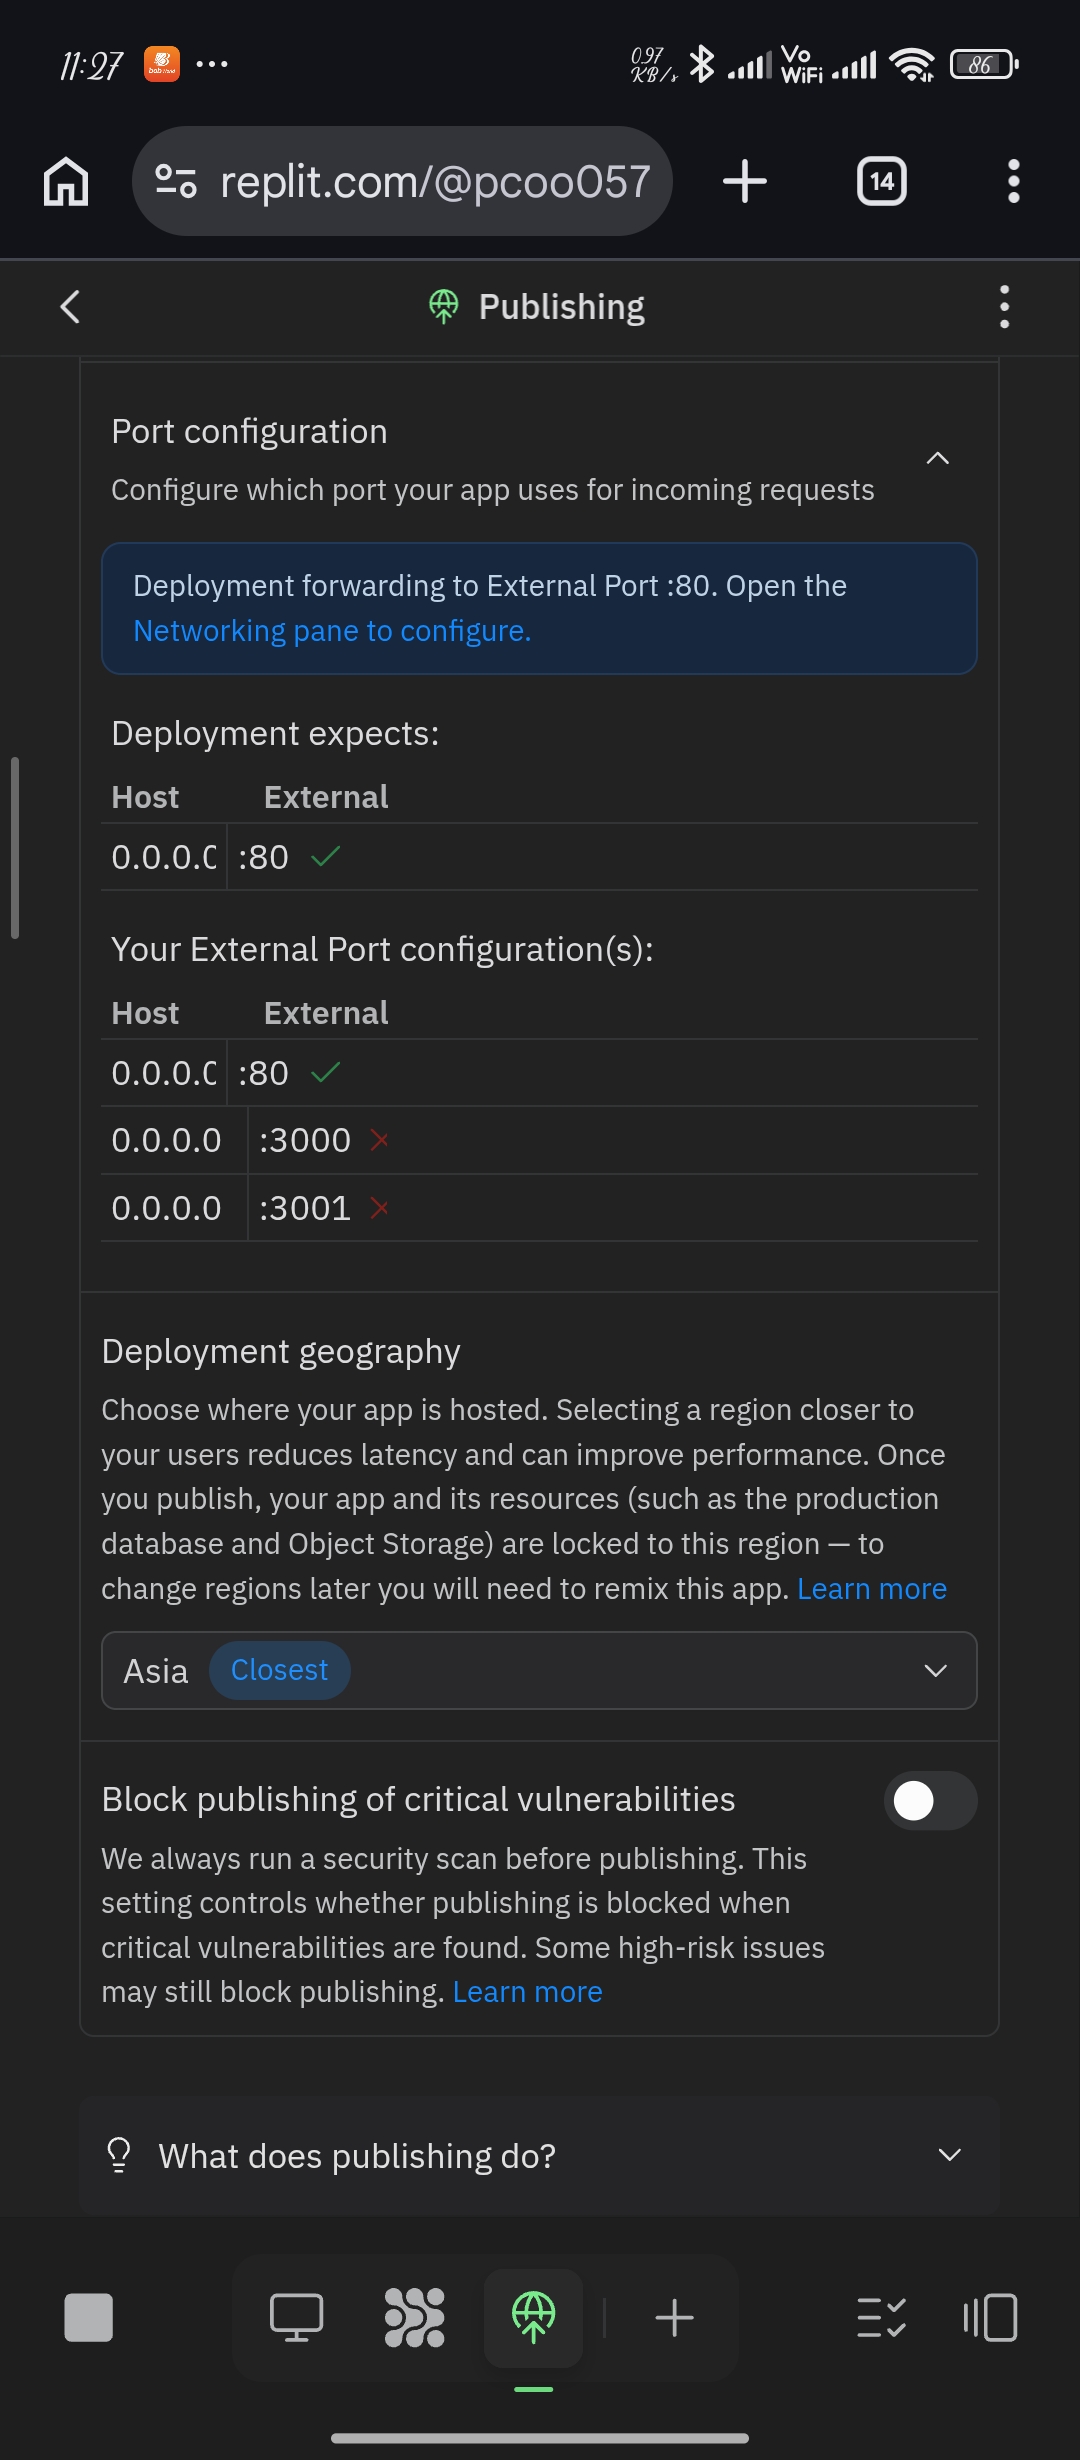 11:27
0.97
KB/s
Vo
WiFi
86
replit.com/@pcoo057
14
Publishing
Port configuration
Configure which port your app uses for incoming requests
Deployment forwarding to External Port :80. Open the
Networking pane to configure.
Deployment expects:
Host External
0.0.0.0 :80
Your External Port configuration(s):
Host External
0.0.0.0 :80
0.0.0.0 :3000
0.0.0.0 :3001
Deployment geography
Choose where your app is hosted. Selecting a region closer to
your users reduces latency and can improve performance. Once
you publish, your app and its resources (such as the production
database and Object Storage) are locked to this region — to
change regions later you will need to remix this app. Learn more
Asia Closest
Block publishing of critical vulnerabilities
We always run a security scan before publishing. This
setting controls whether publishing is blocked when
critical vulnerabilities are found. Some high-risk issues
may still block publishing. Learn more
What does publishing do?